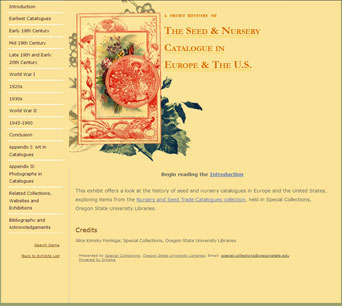 Introduction
Earliest Catalogues
Early 19th Century
Mid 19th Century
Late 19th and Early
20th Century
World War I
1920s
1930s
World War II
1945-1960
Conclusion
Appendix I: Art in
Catalogues
Appendix II:
Photographs in
Catalogues
Related Collections,
Websites and
Exhibitions
Bibliography and
Acknowledgements
Search Items
Back to Exhibits List
A SHORT HISTORY OF
THE SEED & NURSERY
CATALOGUE IN
EUROPE & THE U.S.
Begin reading the Introduction
This exhibit offers a look at the history of seed and nursery catalogues in Europe and the United States,
exploring items from the Nursery and Seed Trade Catalogues collection, held in Special Collections,
Oregon State University Libraries.
Credits
Alice Kirinsky Formiga; Special Collections, Oregon State University Libraries
Presented by Special Collections, Oregon State University Libraries. Email: special.collections@oregonstate.edu
Powered by Omeka